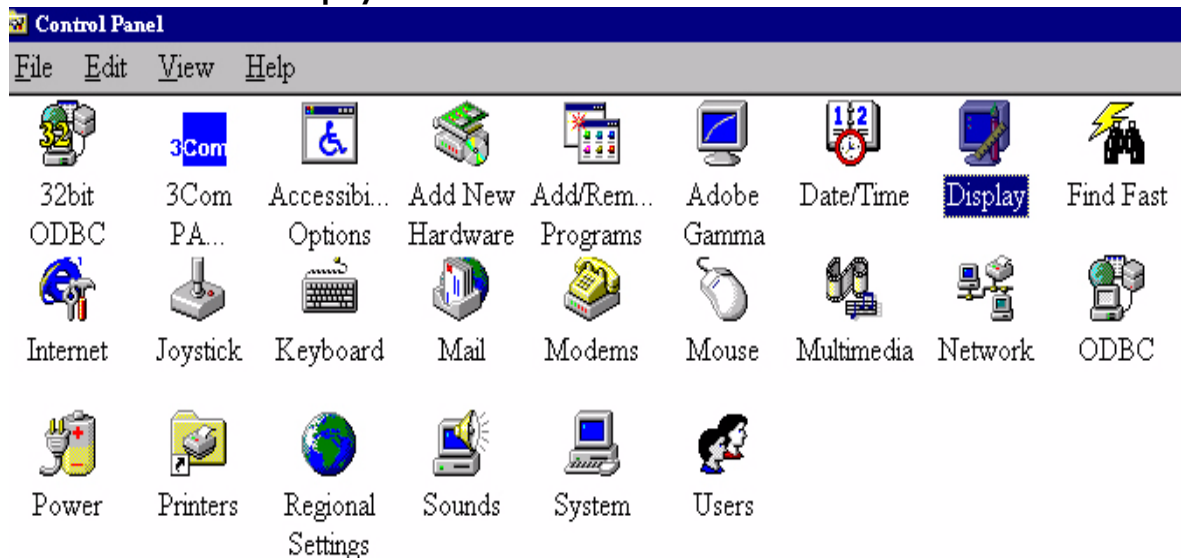 Control Panel
File Edit View Help
32
3Com
12
32bit 3Com Accessibi... Add New Add/Rem... Adobe Date/Time Display Find Fast
ODBC PA... Options Hardware Programs Gamma
Internet Joystick Keyboard Mail Modems Mouse Multimedia Network ODBC
Power Printers Regional Sounds System Users
Settings